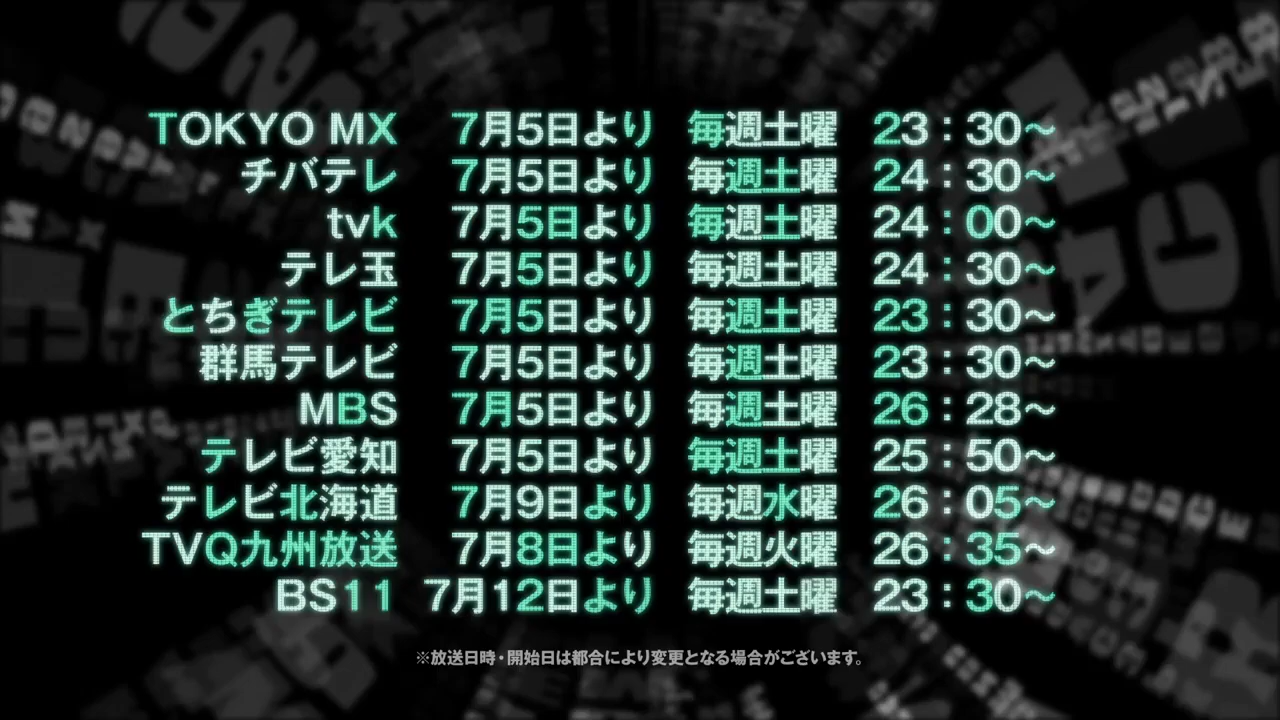 TOKYO MX 7月5日より 毎週土曜 23：30～
チバテレ 7月5日より 毎週土曜 24：30～
tvk 7月5日より 毎週土曜 24：00～
テレ玉 7月5日より 毎週土曜 24：30～
とちぎテレビ 7月5日より 毎週土曜 23：30～
群馬テレビ 7月5日より 毎週土曜 23：30～
MBS 7月5日より 毎週土曜 26：28～
テレビ愛知 7月5日より 毎週土曜 25：50～
テレビ北海道 7月9日より 毎週水曜 26：05～
TVQ九州放送 7月8日より 毎週火曜 26：35～
BS11 7月12日より 毎週土曜 23：30～
※放送日時・開始日は都合により変更となる場合がございます。